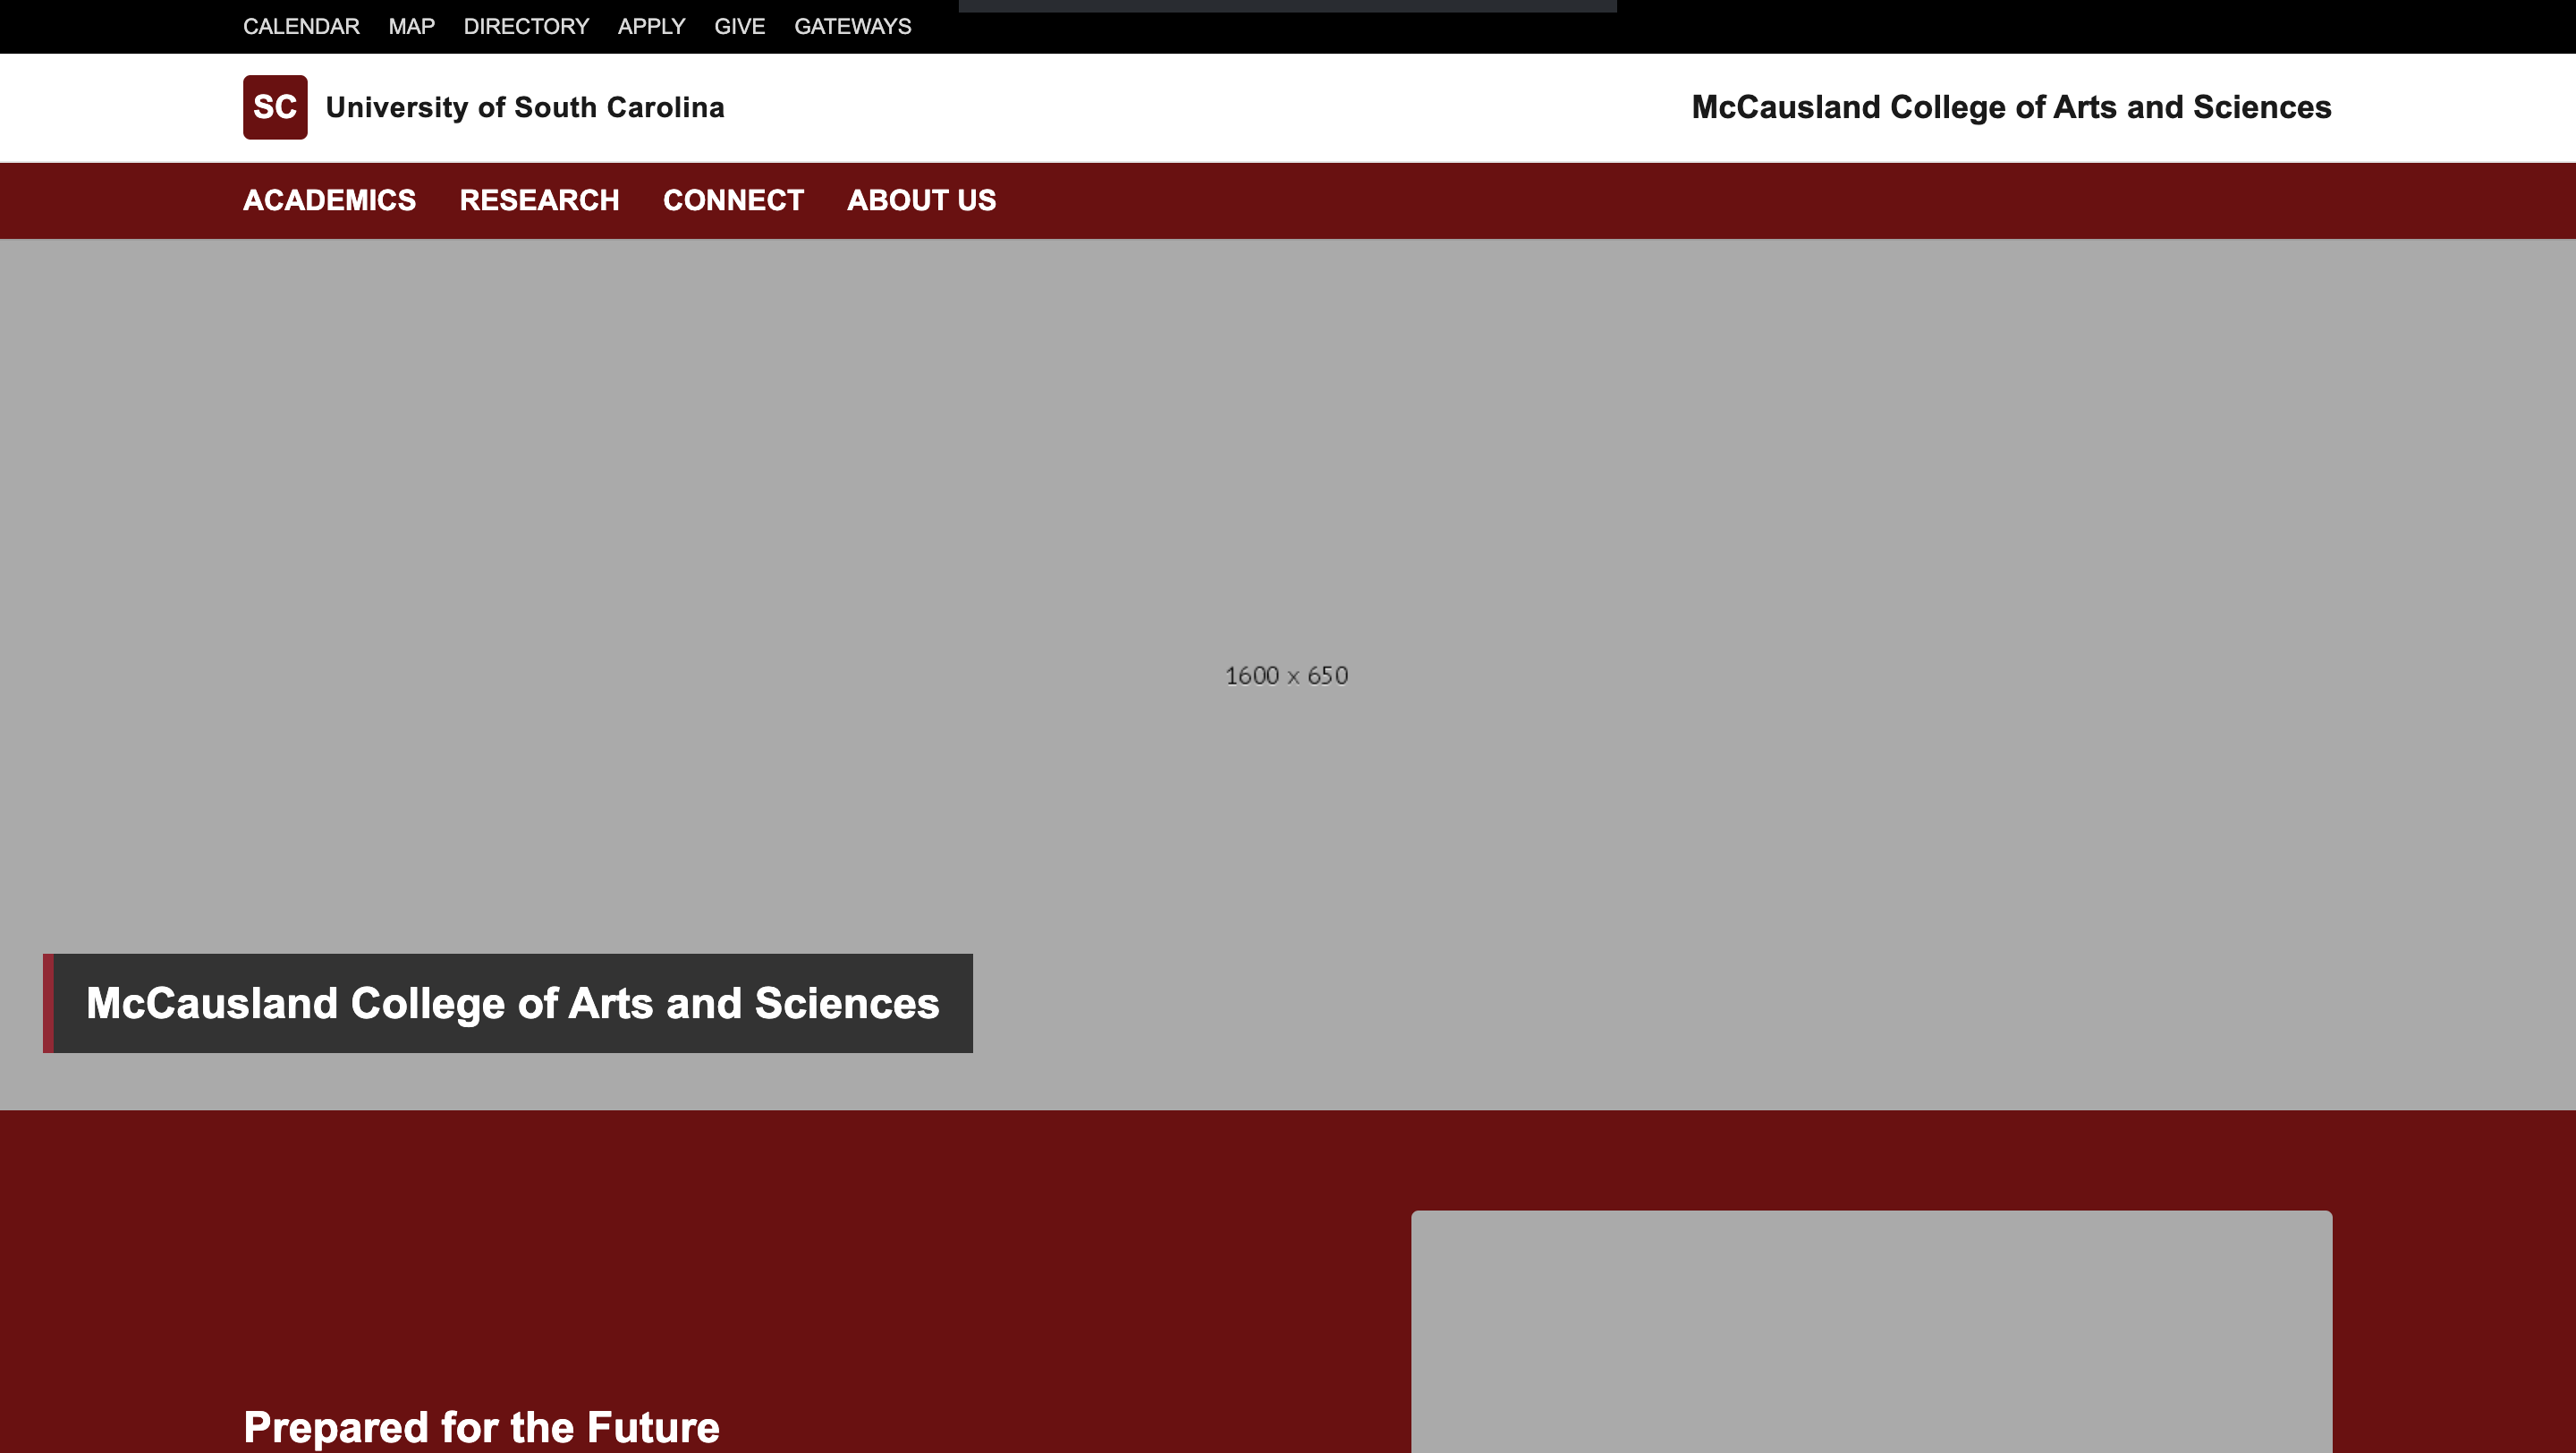 CALENDAR MAP DIRECTORY APPLY GIVE GATEWAYS
SC University of South Carolina
McCausland College of Arts and Sciences
ACADEMICS RESEARCH CONNECT ABOUT US
1600 x 650
McCausland College of Arts and Sciences
Prepared for the Future